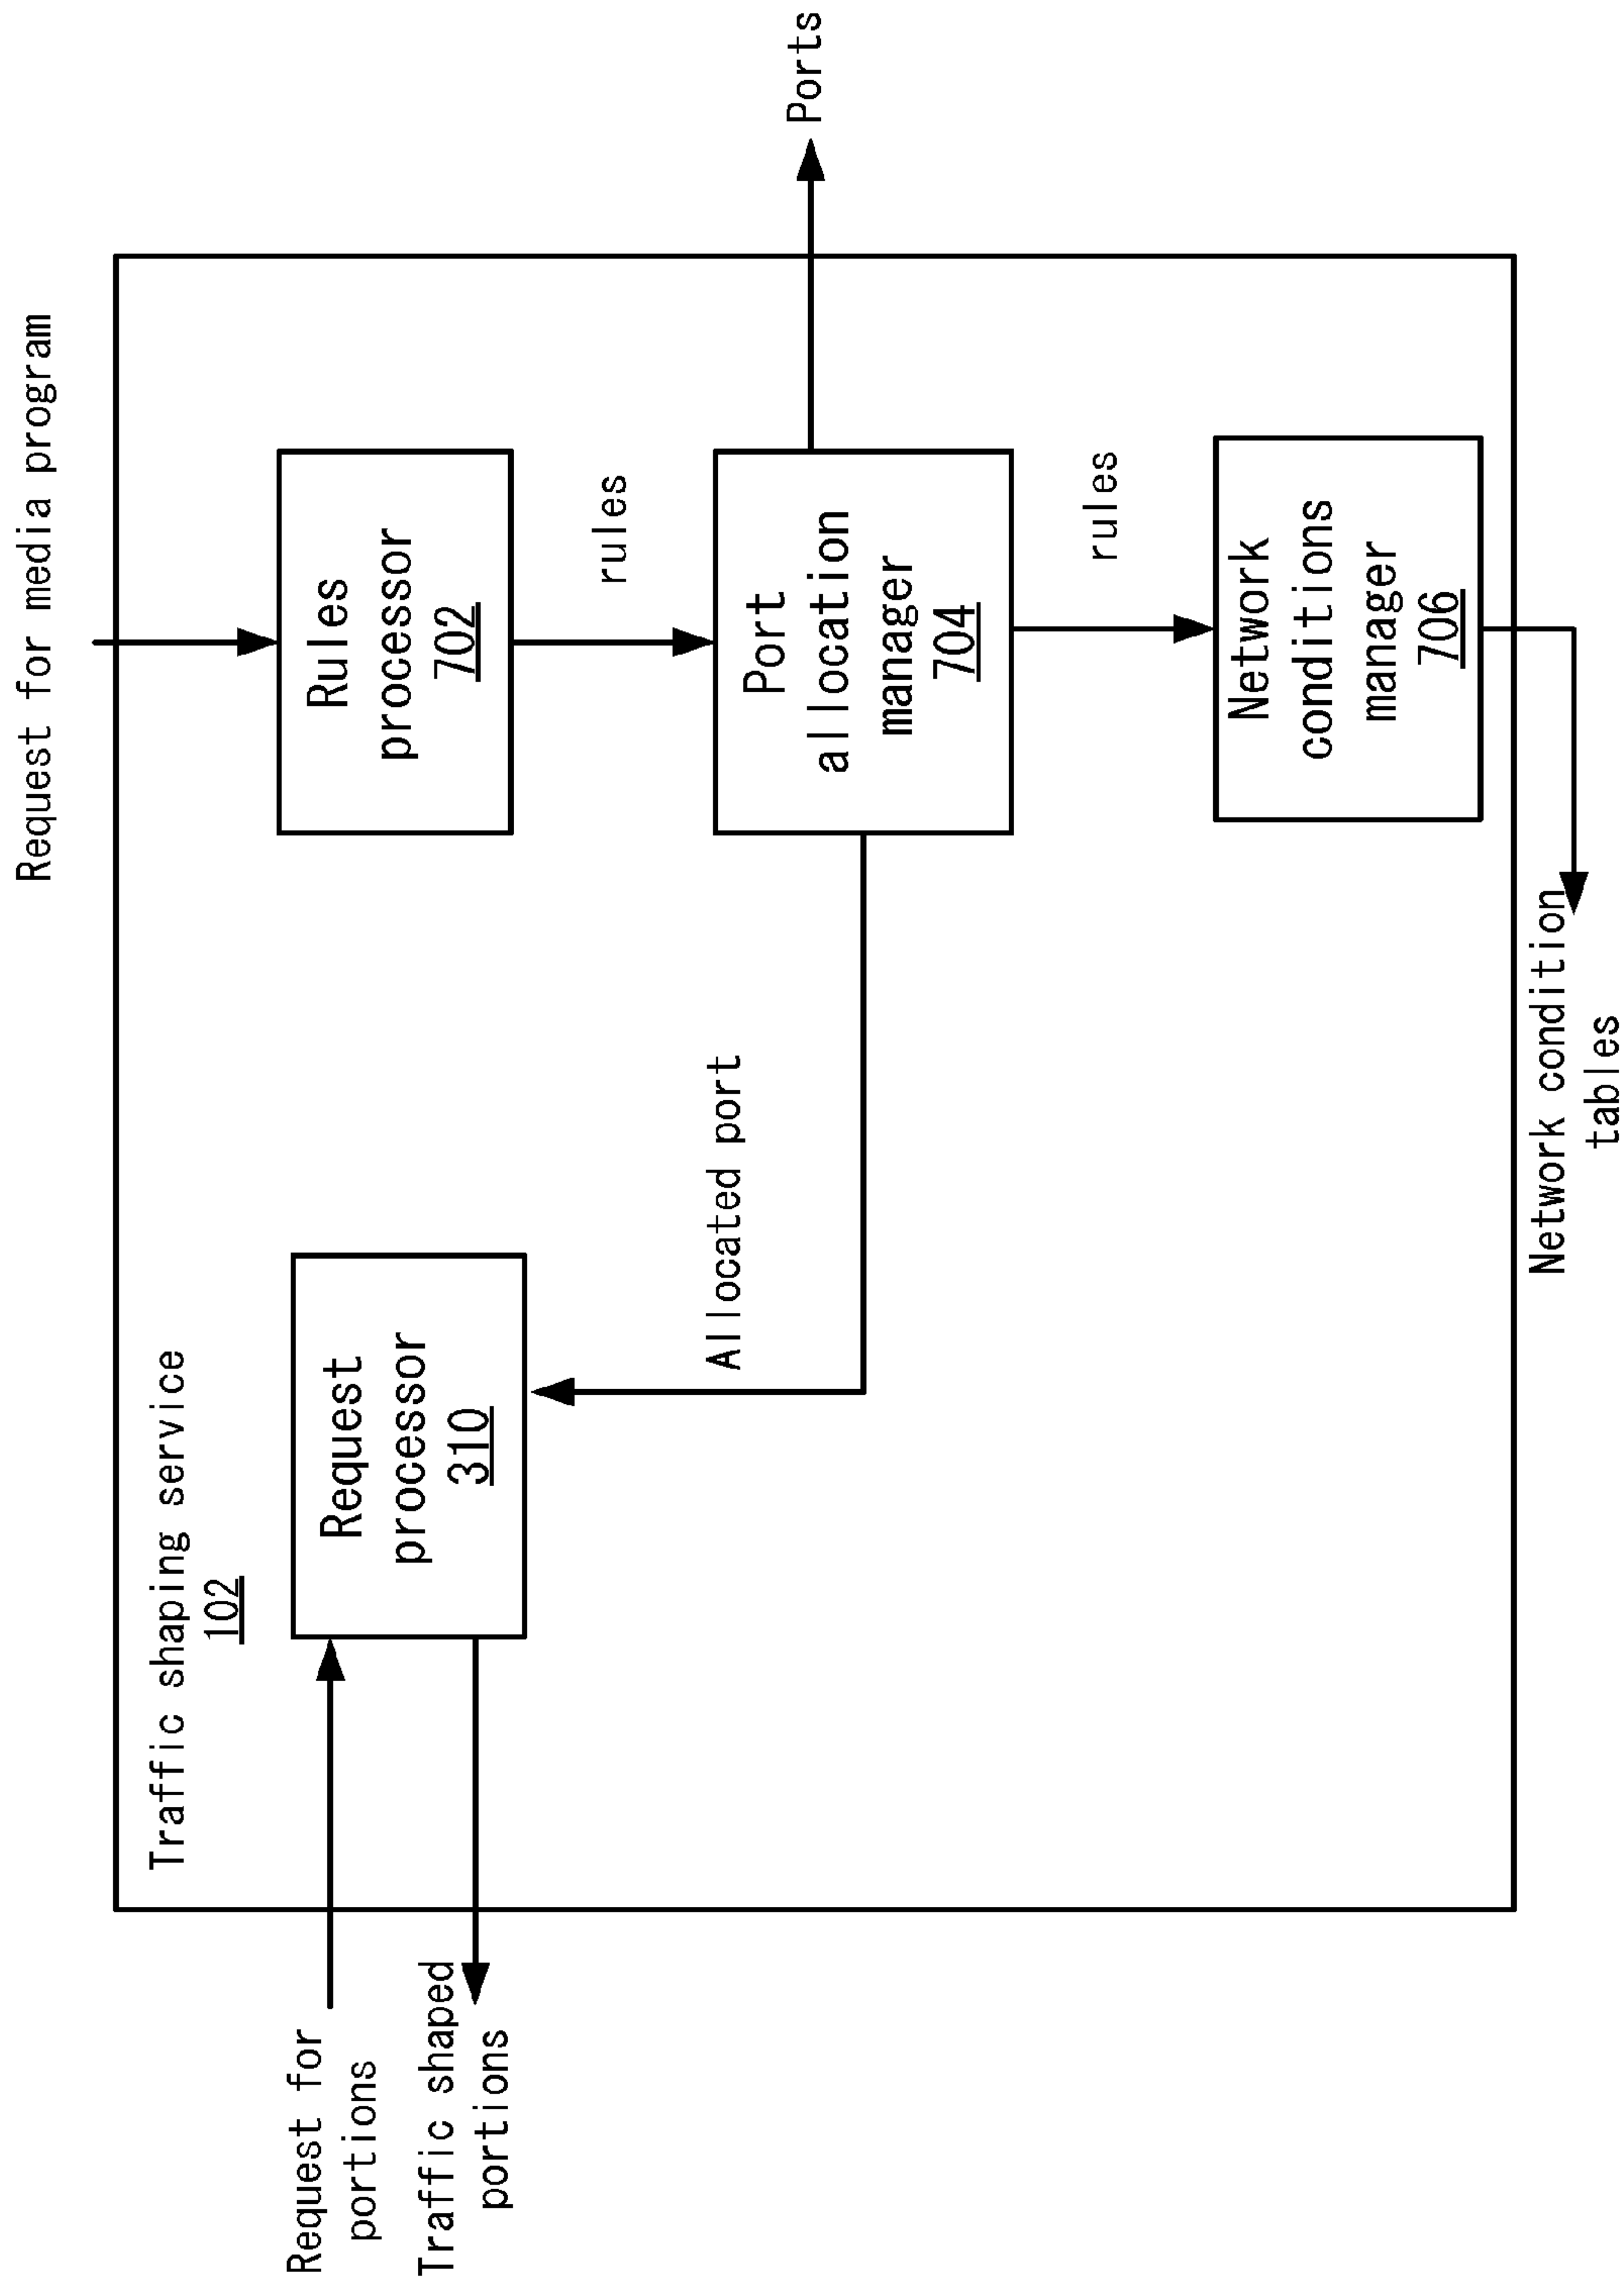 Request for media program
Traffic shaping service
102
Request for
portions
Traffic shaped
portions
Request
processor
310
Rules
processor
702
rules
Allocated port
Port
allocation
manager
704
Ports
rules
Network
conditions
manager
706
Network condition
tables